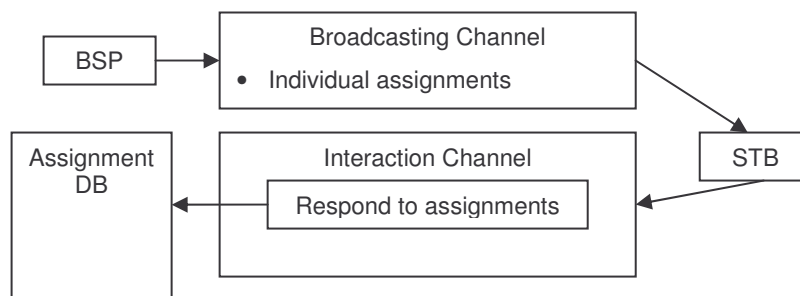 BSP
Broadcasting Channel
• Individual assignments
STB
Assignment
DB
Interaction Channel
Respond to assignments